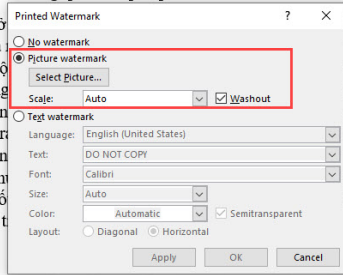 Printed Watermark ? ×
No watermark
Picture watermark
Select Picture...
Scale: Auto Washout
Text watermark
Language: English (United States)
Text: DO NOT COPY
Font: Calibri
Size: Auto
Color: Automatic Semitransparent
Layout: Diagonal Horizontal
Apply OK Cancel